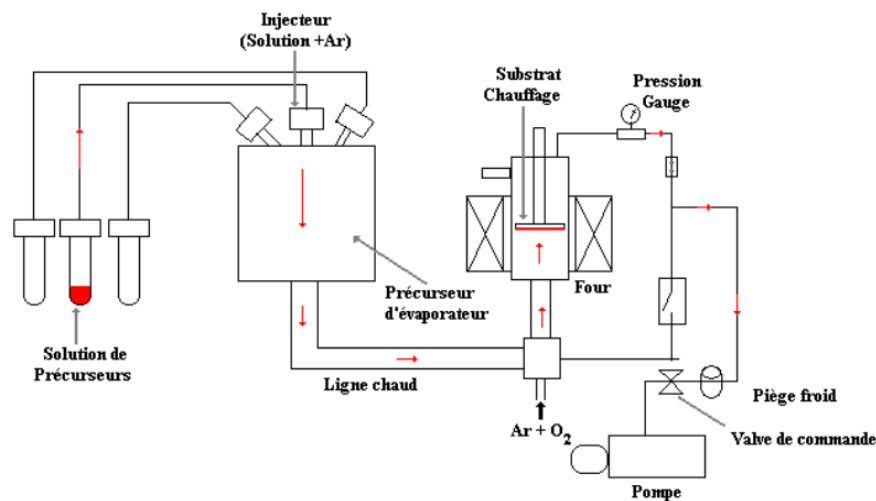 Injecteur
(Solution +Ar)
Substrat
Chauffage
Pression
Gauge
Précurseur
d'évaporateur
Four
Solution de
Précurseurs
Ligne chaud
Ar + O2
Piège froid
Valve de commande
Pompe